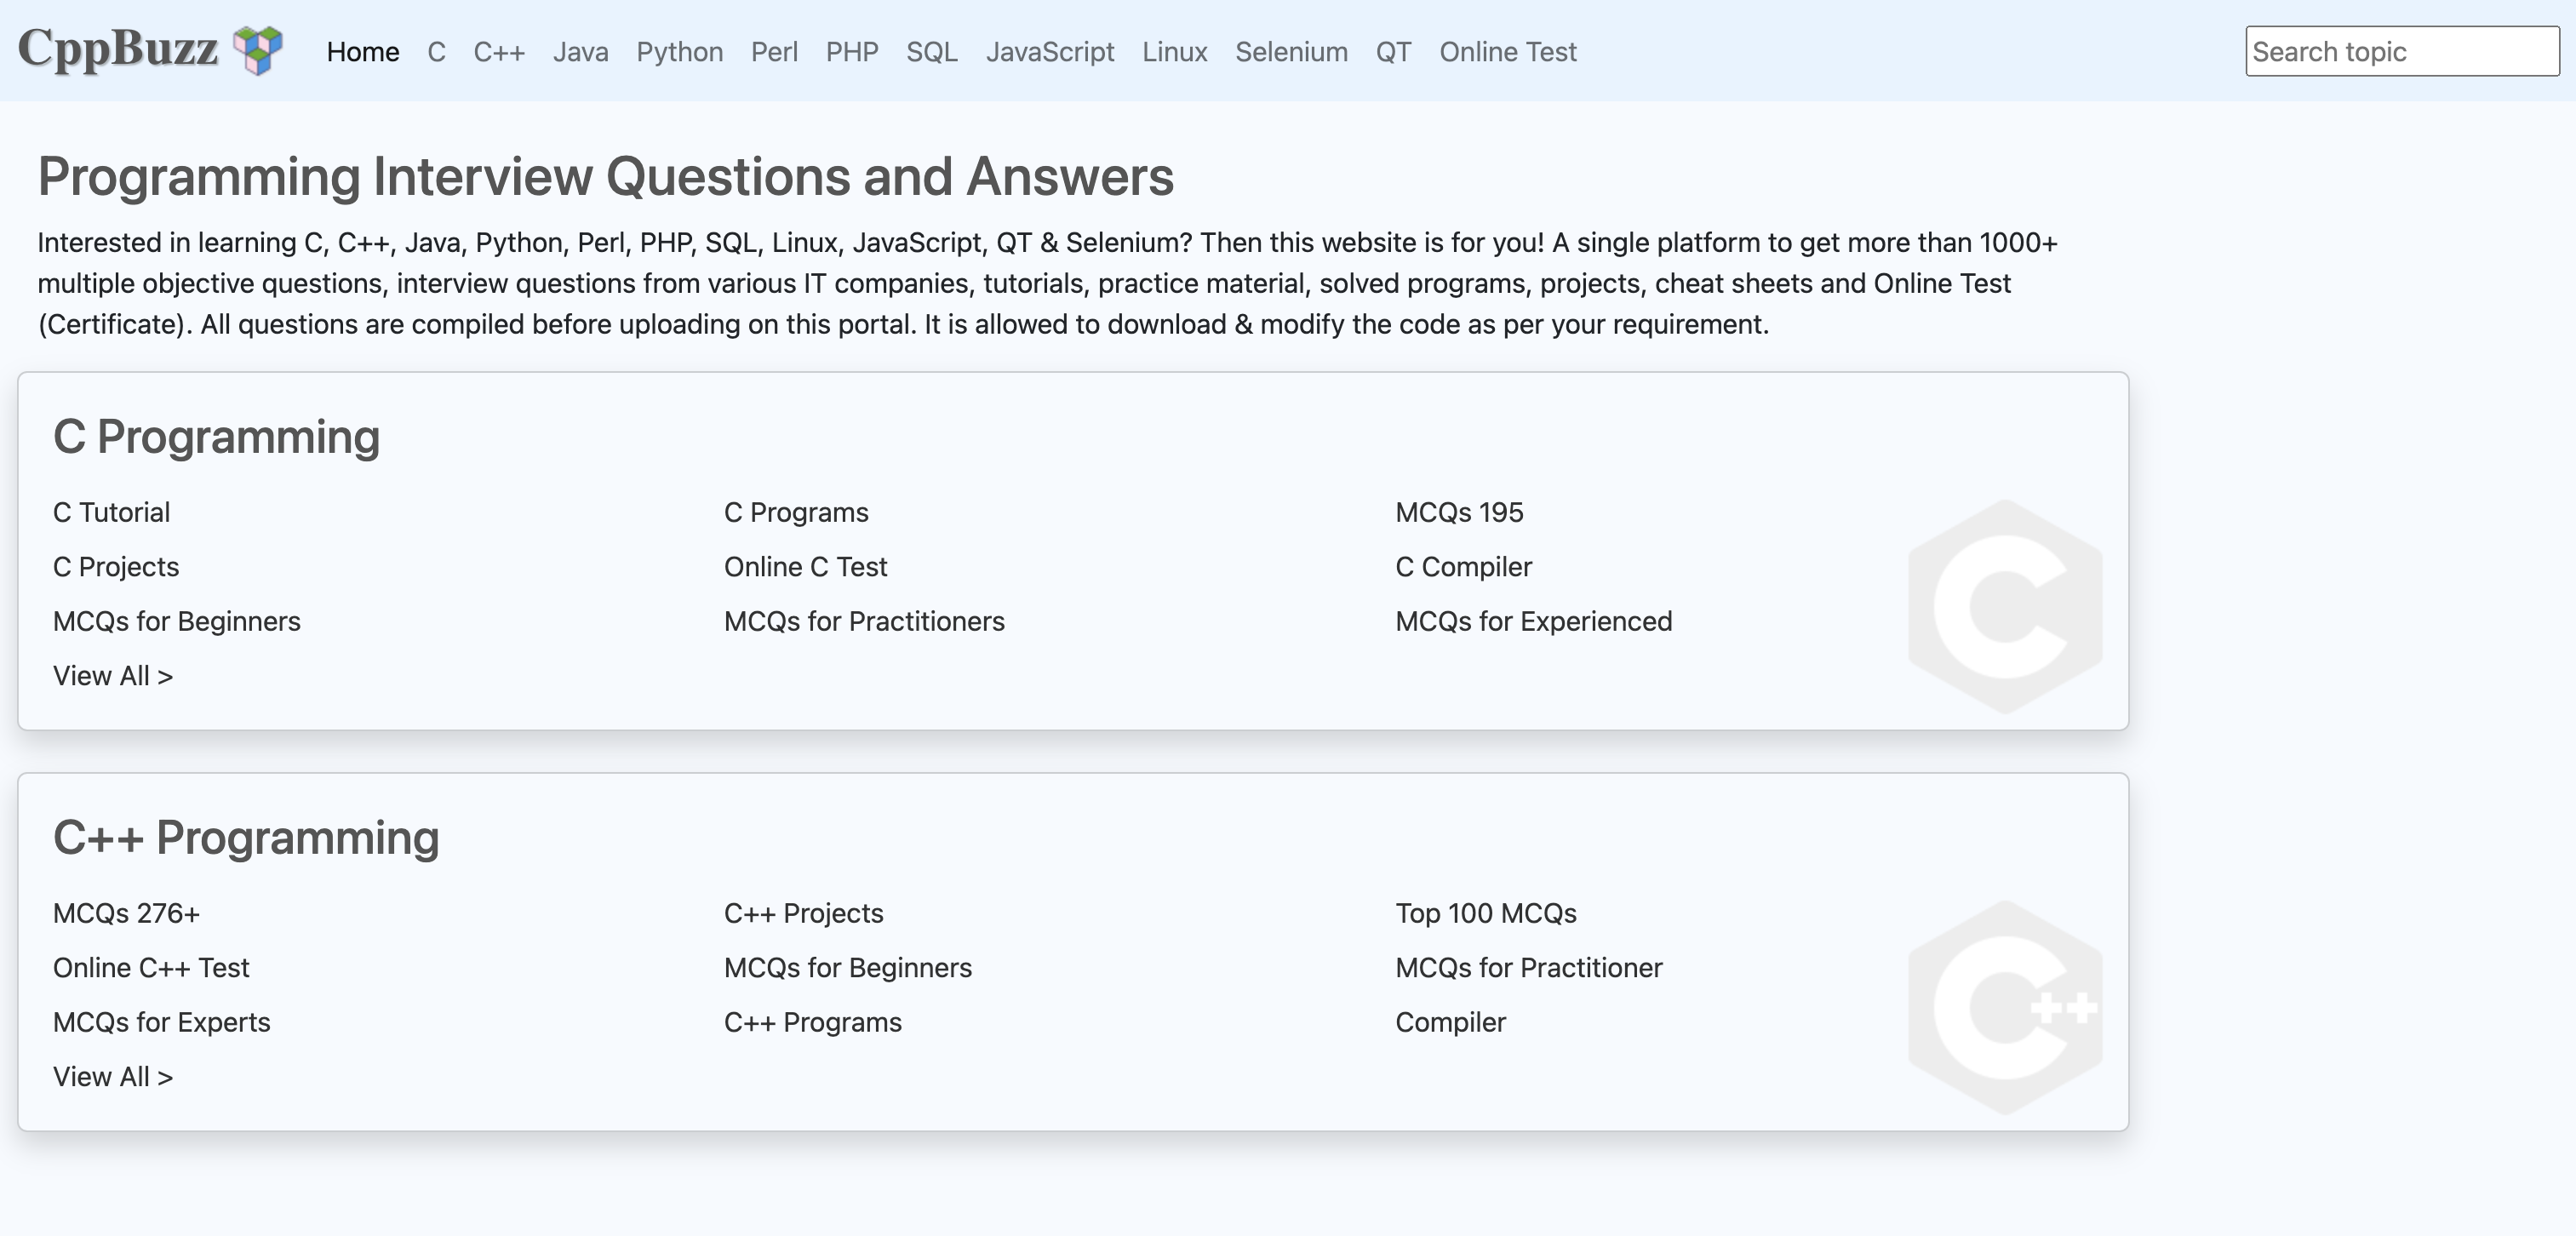 CppBuzz Home C C++ Java Python Perl PHP SQL JavaScript Linux Selenium QT Online Test Search topic
Programming Interview Questions and Answers
Interested in learning C, C++, Java, Python, Perl, PHP, SQL, Linux, JavaScript, QT & Selenium? Then this website is for you! A single platform to get more than 1000+
multiple objective questions, interview questions from various IT companies, tutorials, practice material, solved programs, projects, cheat sheets and Online Test
(Certificate). All questions are compiled before uploading on this portal. It is allowed to download & modify the code as per your requirement.
C Programming
C Tutorial C Programs MCQs 195
C Projects Online C Test C Compiler
MCQs for Beginners MCQs for Practitioners MCQs for Experienced
View All >
C
C++ Programming
MCQs 276+ C++ Projects Top 100 MCQs
Online C++ Test MCQs for Beginners MCQs for Practitioner
MCQs for Experts C++ Programs Compiler
View All >
C++